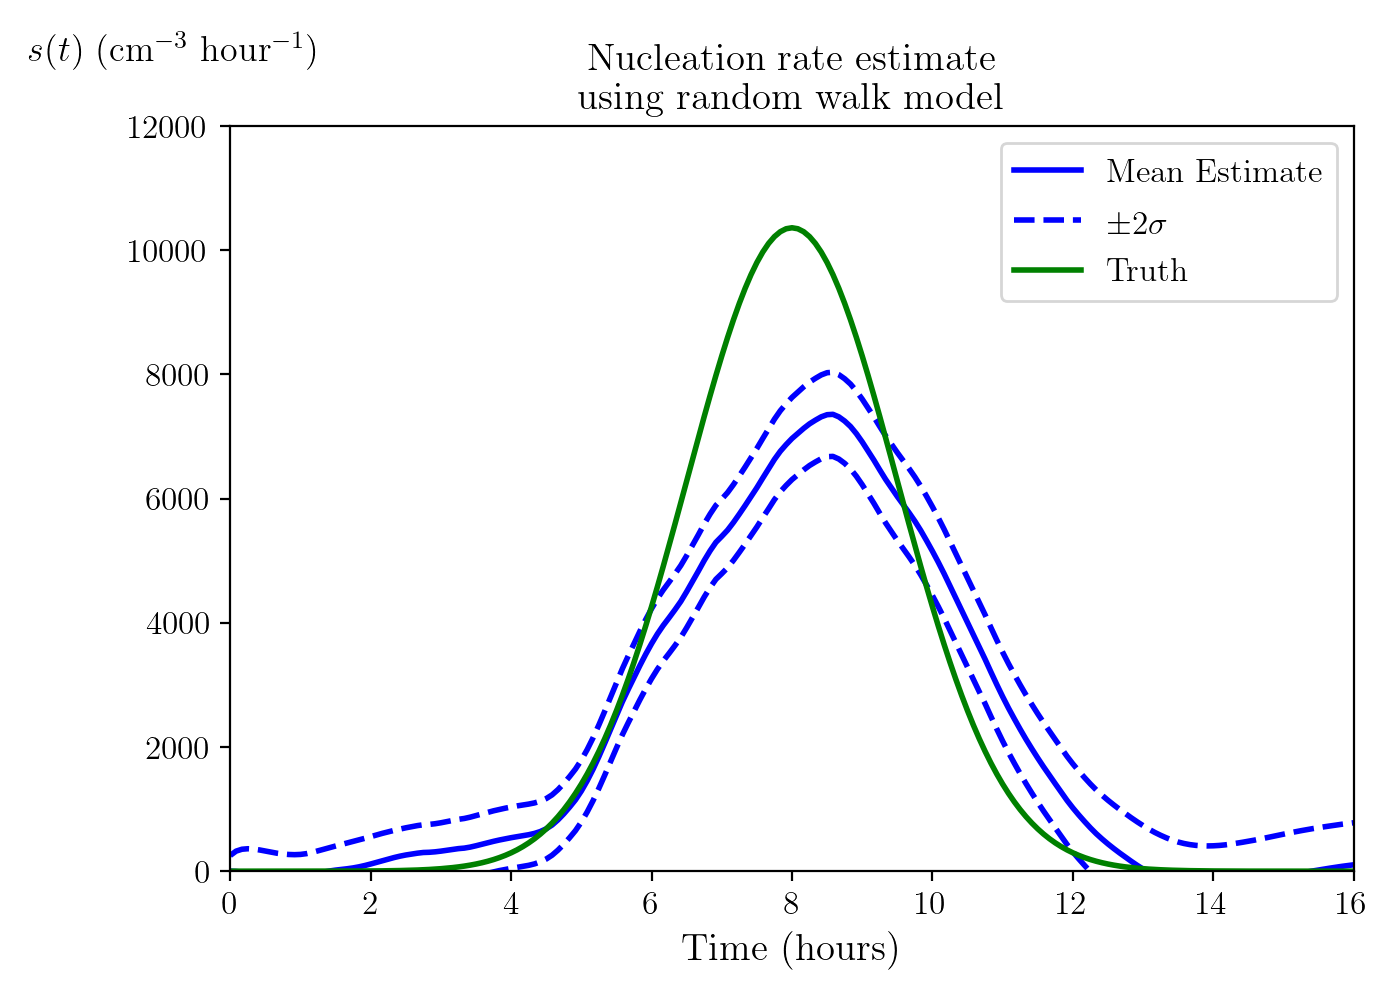 s(t) (cm⁻³ hour⁻¹)
Nucleation rate estimate
using random walk model
12000
10000
8000
6000
4000
2000
0
Mean Estimate
±2σ
Truth
0 2 4 6 8 10 12 14 16
Time (hours)